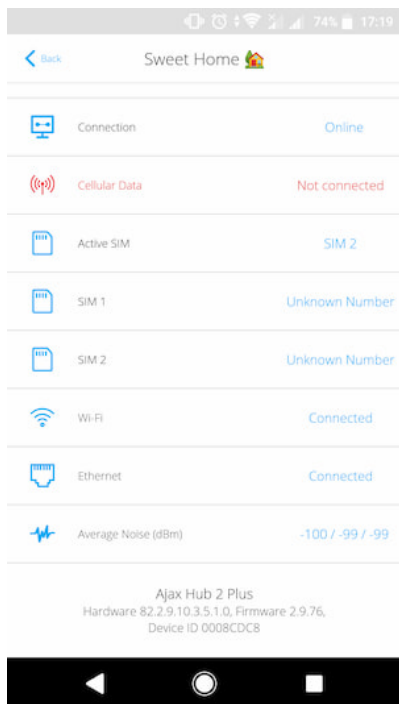 74% 17:19
Back Sweet Home
Connection Online
Cellular Data Not connected
Active SIM SIM 2
SIM 1 Unknown Number
SIM 2 Unknown Number
Wi-Fi Connected
Ethernet Connected
Average Noise (dBm) -100 / -99 / -99
Ajax Hub 2 Plus
Hardware 82.2.9.10.3.5.1.0, Firmware 2.9.76,
Device ID 0008CDC8